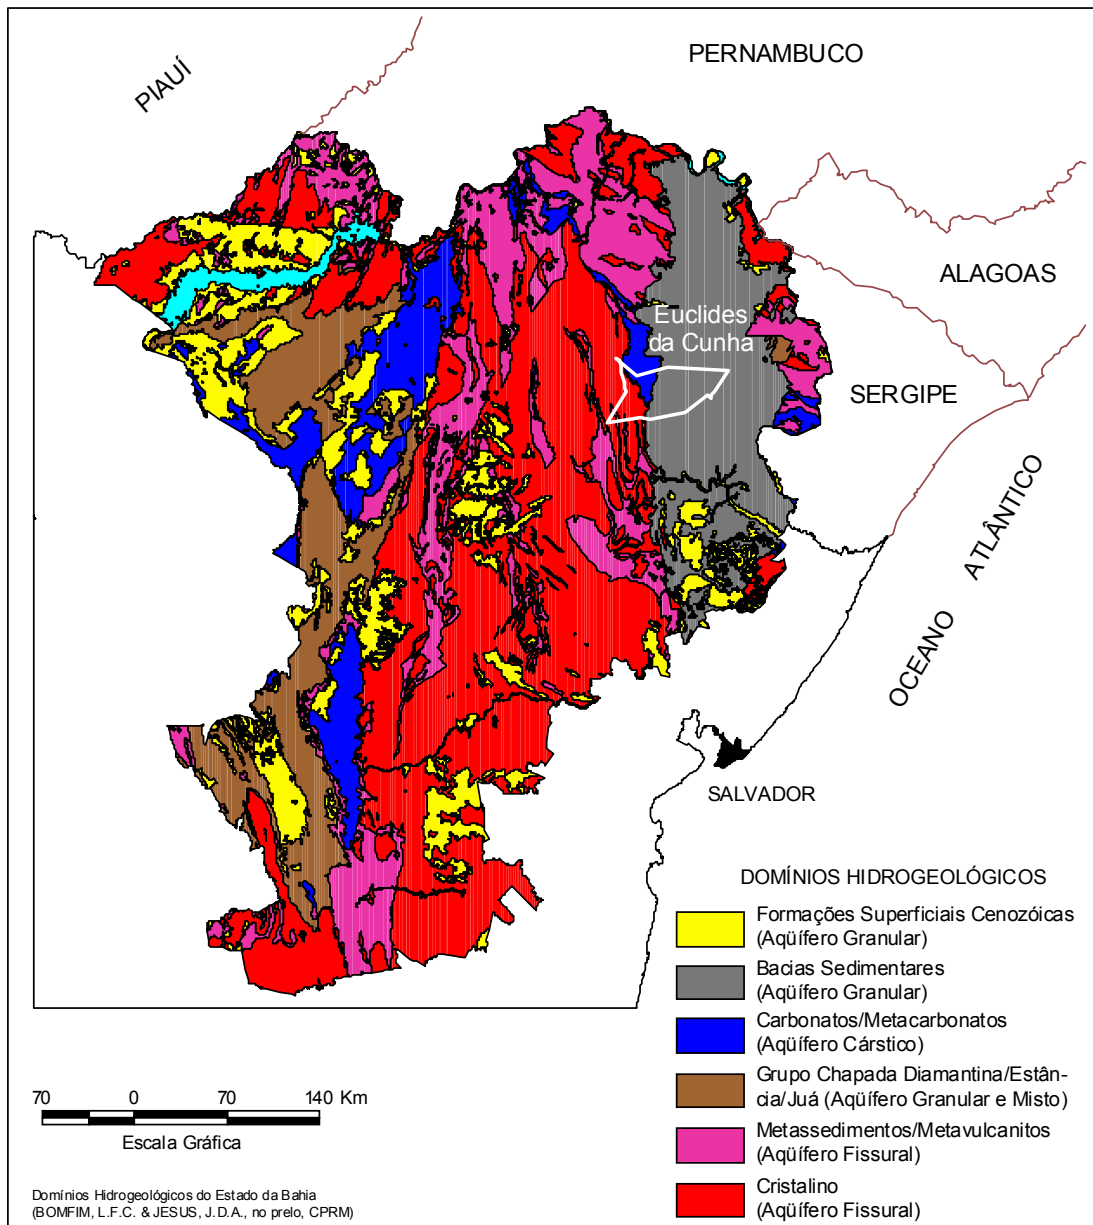 PERNAMBUCO
PIAUÍ
ALAGOAS
Euclides
da Cunha
SERGIPE
OCEANO ATLÂNTICO
SALVADOR
DOMÍNIOS HIDROGEOLÓGICOS
Formações Superficiais Cenozóicas
(Aqüífero Granular)
Bacias Sedimentares
(Aqüífero Granular)
Carbonatos/Metacarbonatos
(Aqüífero Cárstico)
Grupo Chapada Diamantina/Estân-
cia/Juá (Aqüífero Granular e Misto)
Metassedimentos/Metavulcanitos
(Aqüífero Fissural)
Cristalino
(Aqüífero Fissural)
70 0 70 140 Km
Escala Gráfica
Domínios Hidrogeológicos do Estado da Bahia
(BOMFIM, L.F.C. & JESUS, J.D.A., no prelo, CPRM)